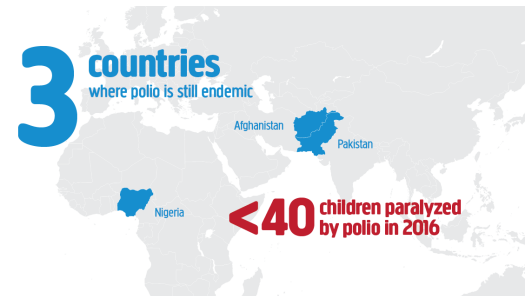 3 countries
where polio is still endemic
Afghanistan
Pakistan
Nigeria
<40 children paralyzed
by polio in 2016